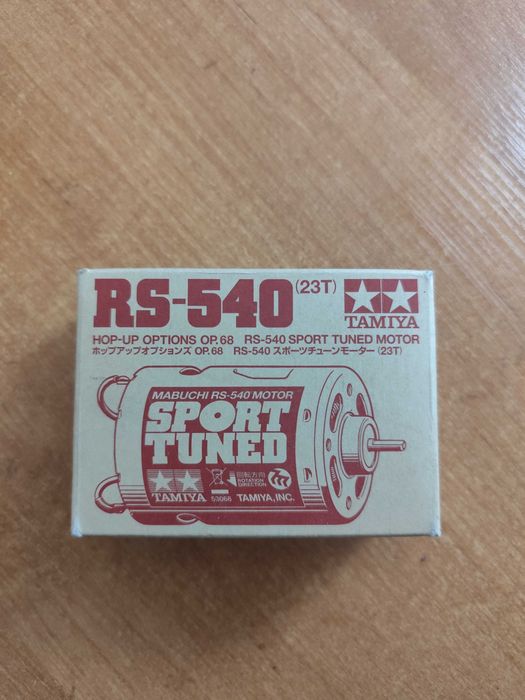 RS-540 (23T)
TAMIYA
HOP-UP OPTIONS OP.68 RS-540 SPORT TUNED MOTOR
ホップアップオプションズ OP.68 RS-540 スポーツチューンモーター (23T)
MABUCHI RS-540 MOTOR
SPORT
TUNED
TAMIYA
53068
回転方向
ROTATION
DIRECTION
TAMIYA, INC.